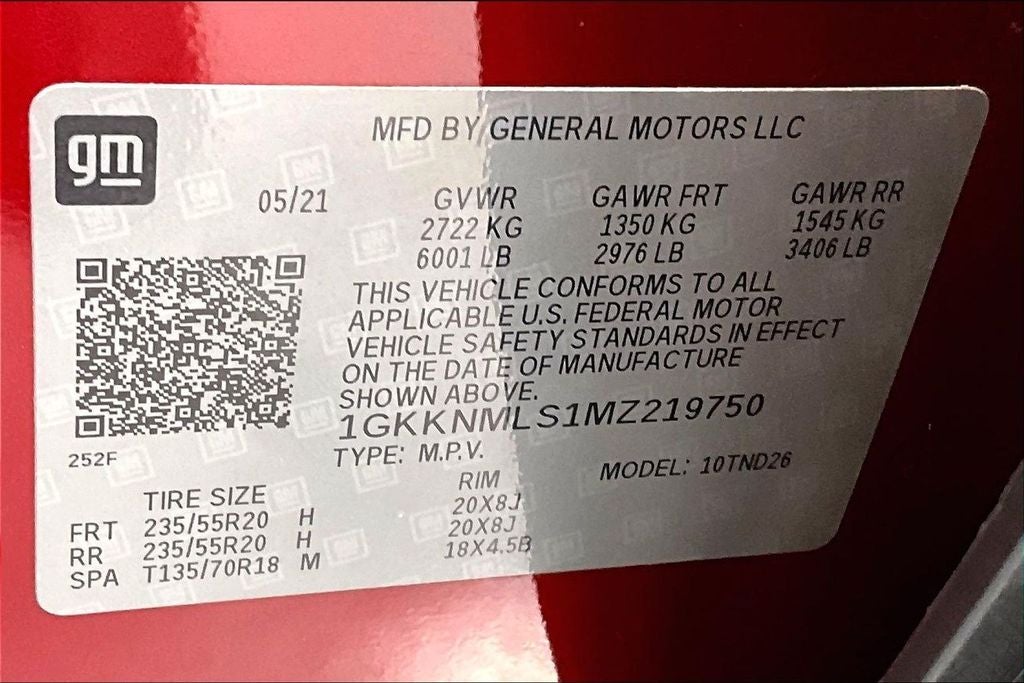 gm
MFD BY GENERAL MOTORS LLC
05/21 GVWR GAWR FRT GAWR RR
2722 KG 1350 KG 1545 KG
6001 LB 2976 LB 3406 LB
THIS VEHICLE CONFORMS TO ALL
APPLICABLE U.S. FEDERAL MOTOR
VEHICLE SAFETY STANDARDS IN EFFECT
ON THE DATE OF MANUFACTURE
SHOWN ABOVE.
1GKKNMLS1MZ219750
252F
TYPE: M.P.V. MODEL: 10TND26
TIRE SIZE RIM
FRT 235/55R20 H 20X8J
RR 235/55R20 H 20X8J
SPA T135/70R18 M 18X4.5B